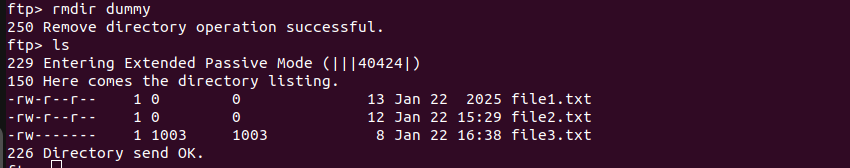 ftp> rmdir dummy
250 Remove directory operation successful.
ftp> ls
229 Entering Extended Passive Mode (|||40424|)
150 Here comes the directory listing.
-rw-r--r--    1 0        0              13 Jan 22  2025 file1.txt
-rw-r--r--    1 0        0              12 Jan 22 15:29 file2.txt
-rw-------    1 1003     1003            8 Jan 22 16:38 file3.txt
226 Directory send OK.
ftp>